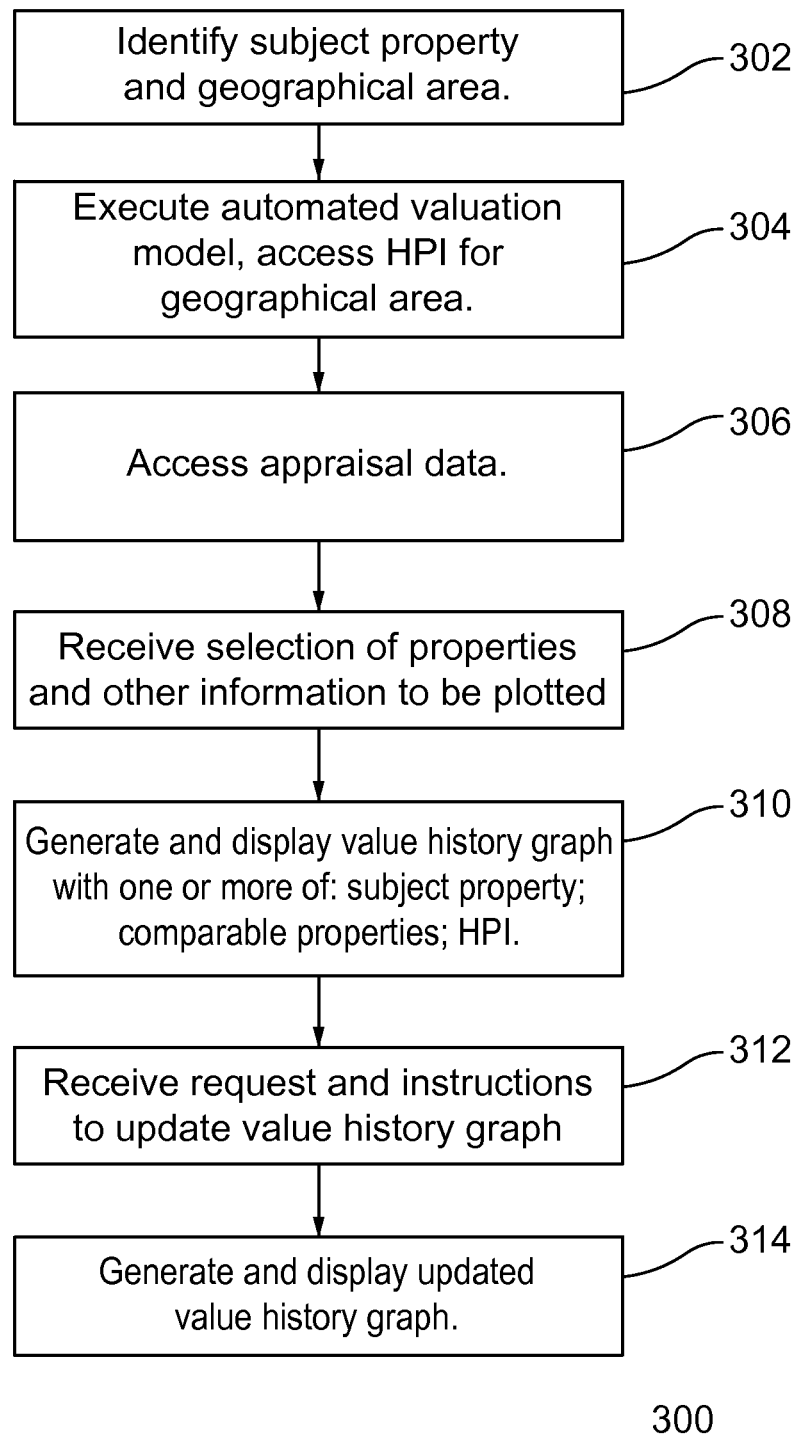 Identify subject property
and geographical area.
302
Execute automated valuation
model, access HPI for
geographical area.
304
Access appraisal data.
306
Receive selection of properties
and other information to be plotted
308
Generate and display value history graph
with one or more of: subject property;
comparable properties; HPI.
310
Receive request and instructions
to update value history graph
312
Generate and display updated
value history graph.
314
300